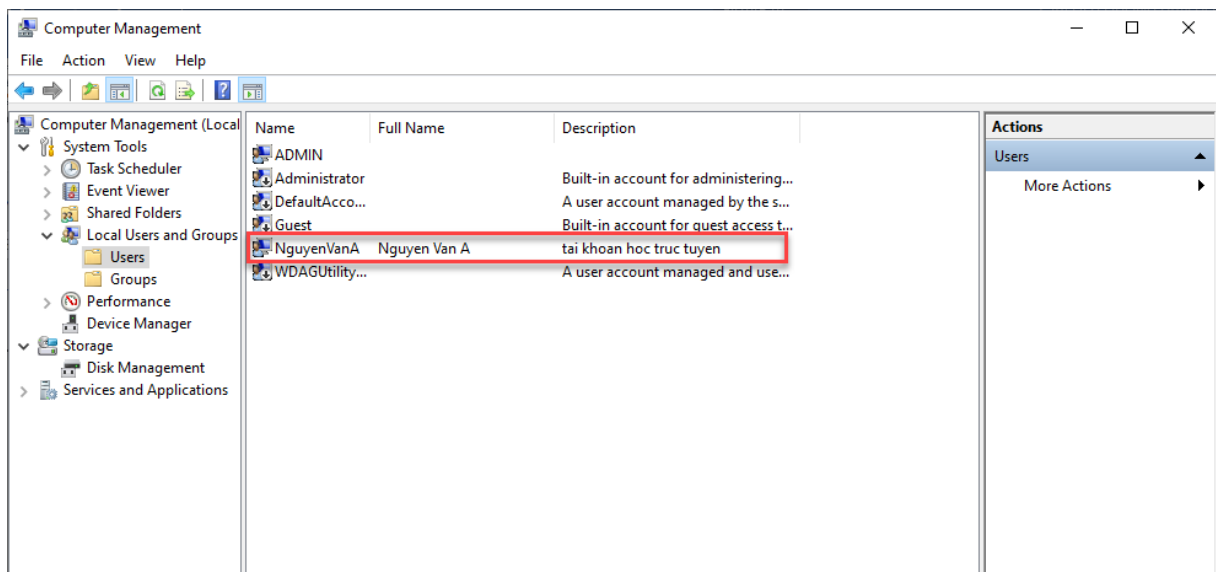 Computer Management
File Action View Help
Computer Management (Local
System Tools
Task Scheduler
Event Viewer
Shared Folders
Local Users and Groups
Users
Groups
Performance
Device Manager
Storage
Disk Management
Services and Applications
Name Full Name Description
ADMIN
Administrator Built-in account for administering...
DefaultAcco... A user account managed by the s...
Guest Built-in account for guest access t...
NguyenVanA Nguyen Van A tai khoan hoc truc tuyen
WDAGUtility... A user account managed and use...
Actions
Users
More Actions